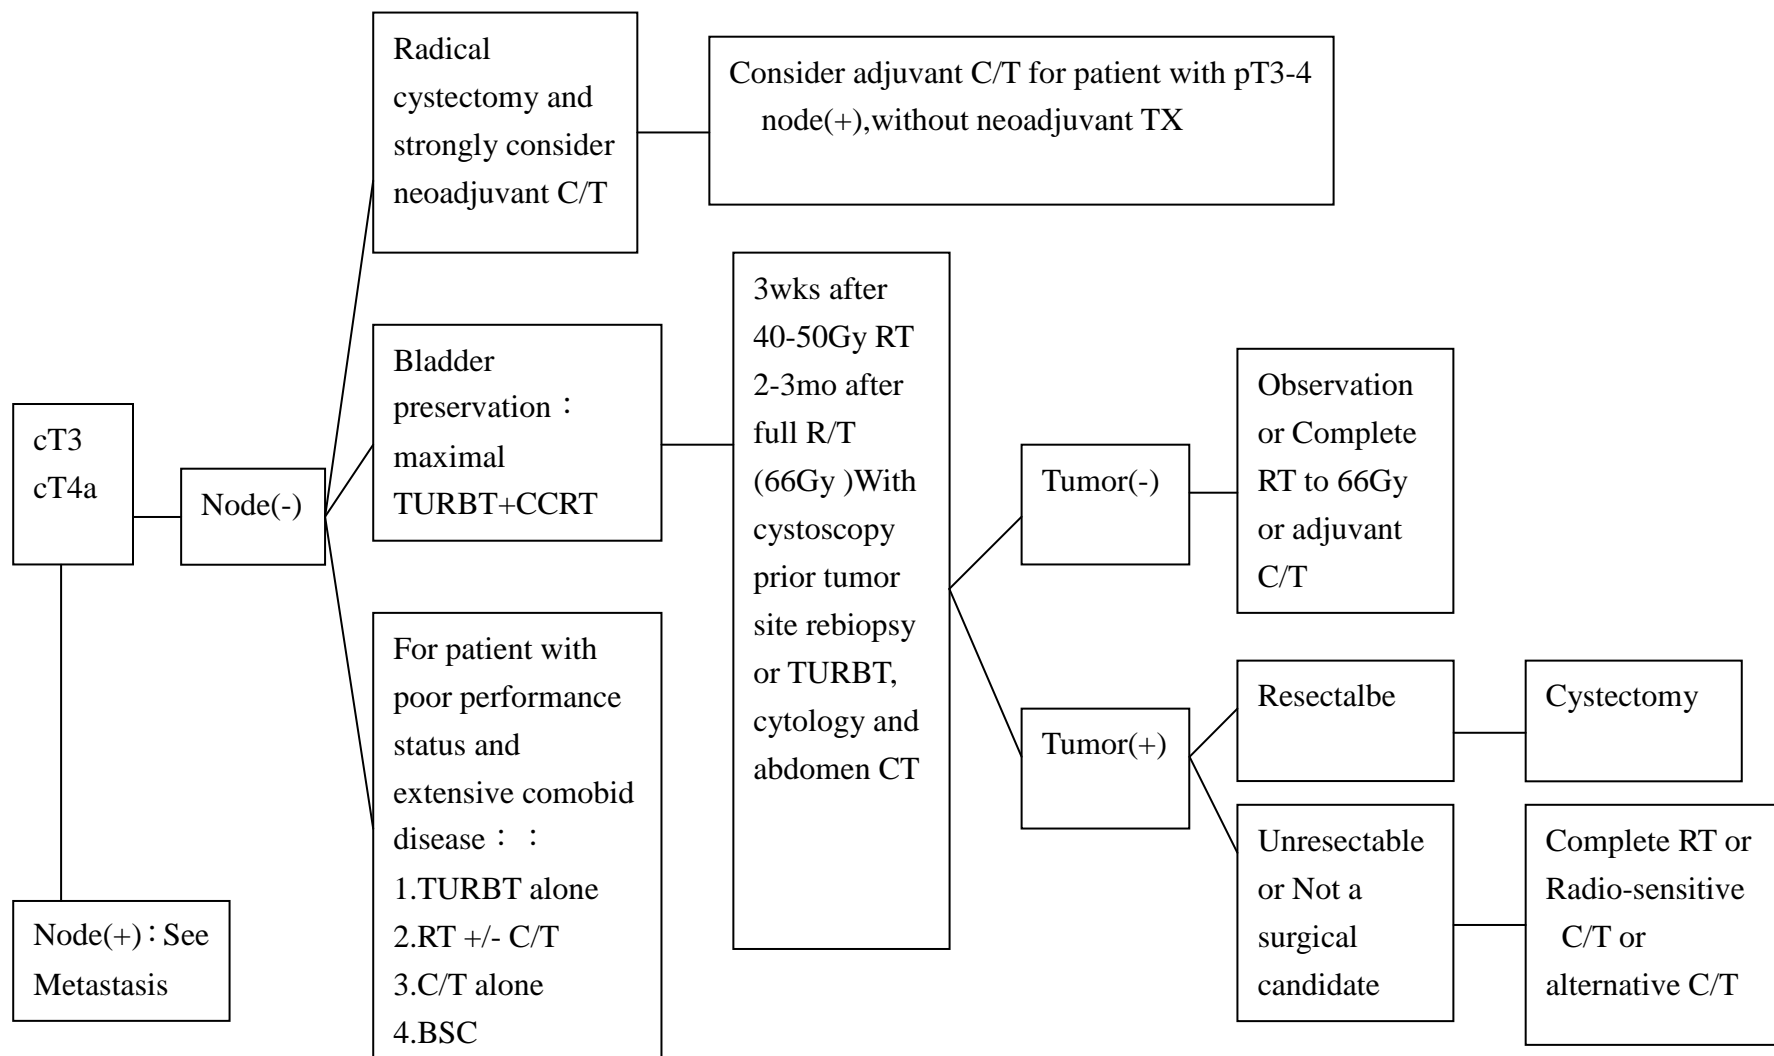 cT3
cT4a
Node(+)：See
Metastasis
Node(-)
Radical
cystectomy and
strongly consider
neoadjuvant C/T
Consider adjuvant C/T for patient with pT3-4
node(+),without neoadjuvant TX
Bladder
preservation：
maximal
TURBT+CCRT
For patient with
poor performance
status and
extensive comobid
disease：：
1.TURBT alone
2.RT +/- C/T
3.C/T alone
4.BSC
3wks after
40-50Gy RT
2-3mo after
full R/T
(66Gy )With
cystoscopy
prior tumor
site rebiopsy
or TURBT,
cytology and
abdomen CT
Tumor(-)
Observation
or Complete
RT to 66Gy
or adjuvant
C/T
Tumor(+)
Resectalbe
Cystectomy
Unresectable
or Not a
surgical
candidate
Complete RT or
Radio-sensitive
C/T or
alternative C/T